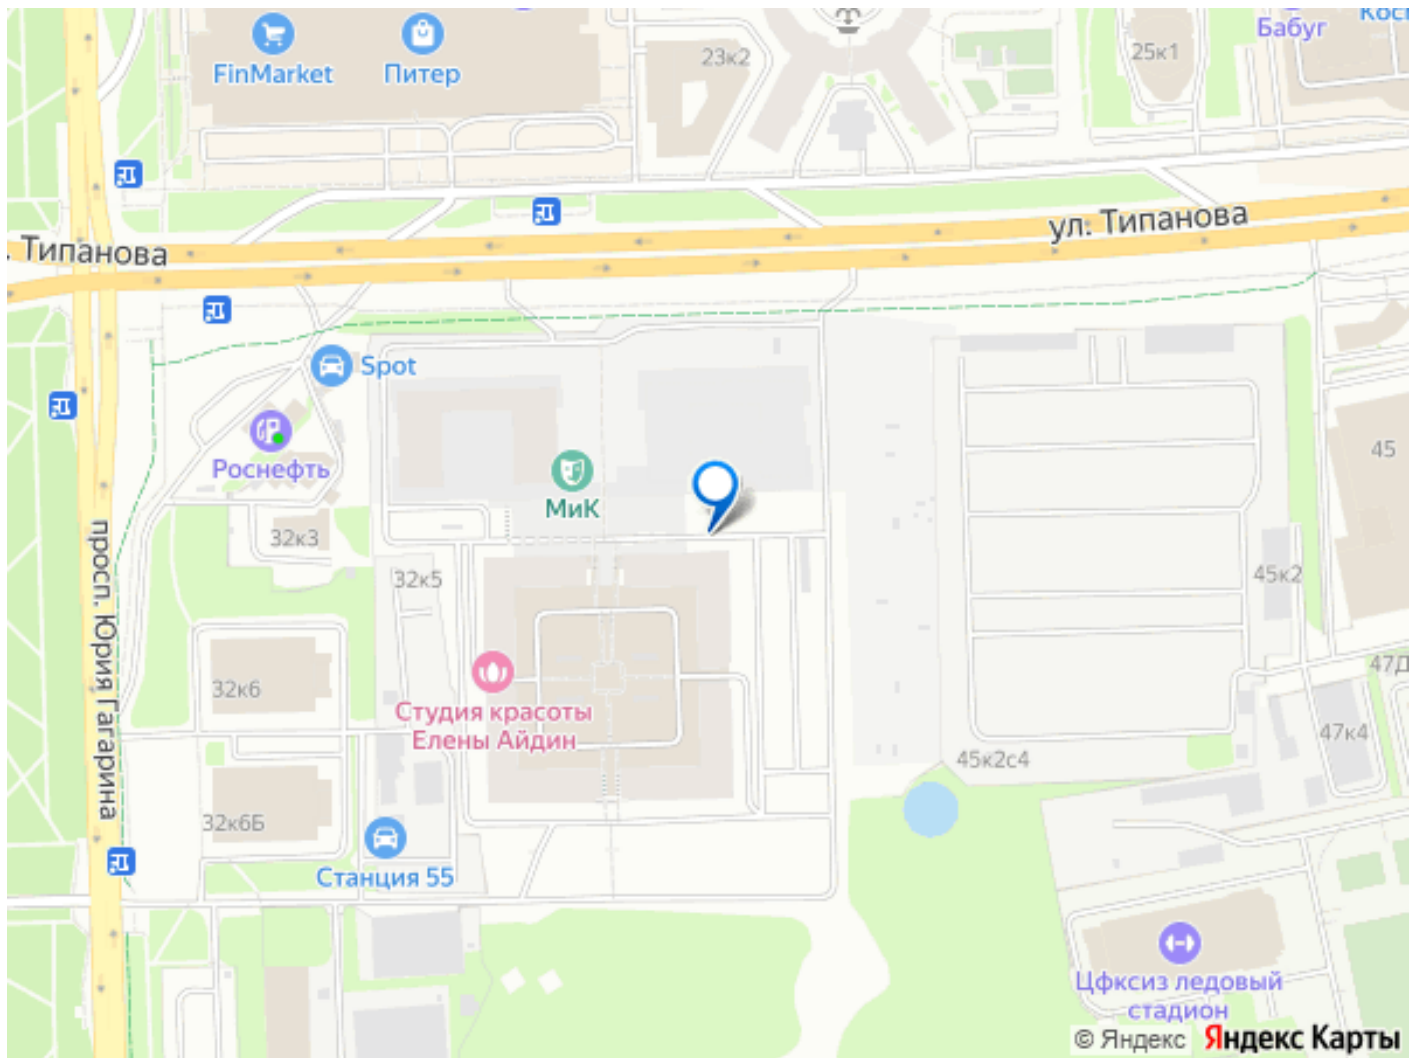 Бабуг
FinMarket
Питер
23к2
25к1
ул. Типанова
. Типанова
Spot
Роснефть
МиК
45
32к3
32к5
45к2
просп. Юрия Гагарина
32к6
47Д
Студия красоты
Елены Айдин
47к4
45к2с4
32к6Б
Станция 55
Цфксиз ледовый
стадион
© Яндекс Яндекс Карты